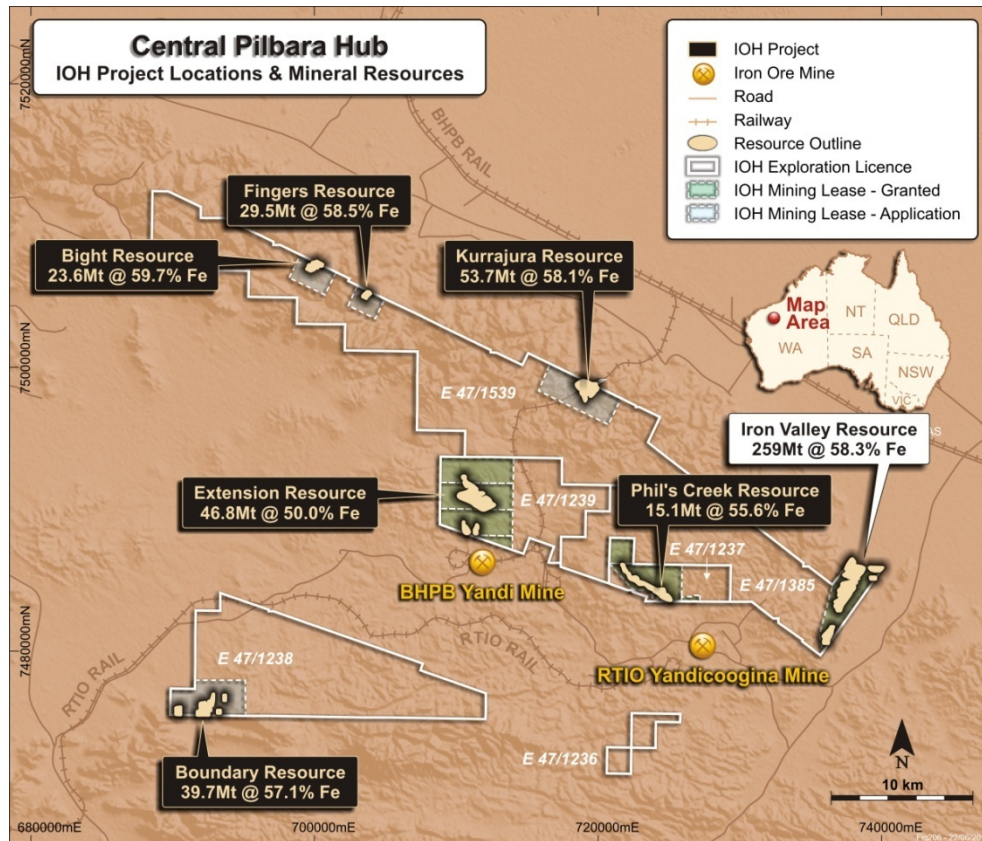 Central Pilbara Hub
IOH Project Locations & Mineral Resources
IOH Project
Iron Ore Mine
Road
Railway
Resource Outline
IOH Exploration Licence
IOH Mining Lease - Granted
IOH Mining Lease - Application
7520000mN
7500000mN
7480000mN
BHPB RAIL
Fingers Resource
29.5Mt @ 58.5% Fe
Bight Resource
23.6Mt @ 59.7% Fe
Kurrajura Resource
53.7Mt @ 58.1% Fe
Map
Area
WA
NT
QLD
SA
NSW
VIC
TAS
E 47/1539
Iron Valley Resource
259Mt @ 58.3% Fe
Extension Resource
46.8Mt @ 50.0% Fe
E 47/1239
Phil's Creek Resource
15.1Mt @ 55.6% Fe
E 47/1237
E 47/1385
BHPB Yandi Mine
RTIO RAIL
RTIO RAIL
RTIO Yandicoogina Mine
E 47/1238
E 47/1236
Boundary Resource
39.7Mt @ 57.1% Fe
N
10 km
680000mE
700000mE
720000mE
740000mE